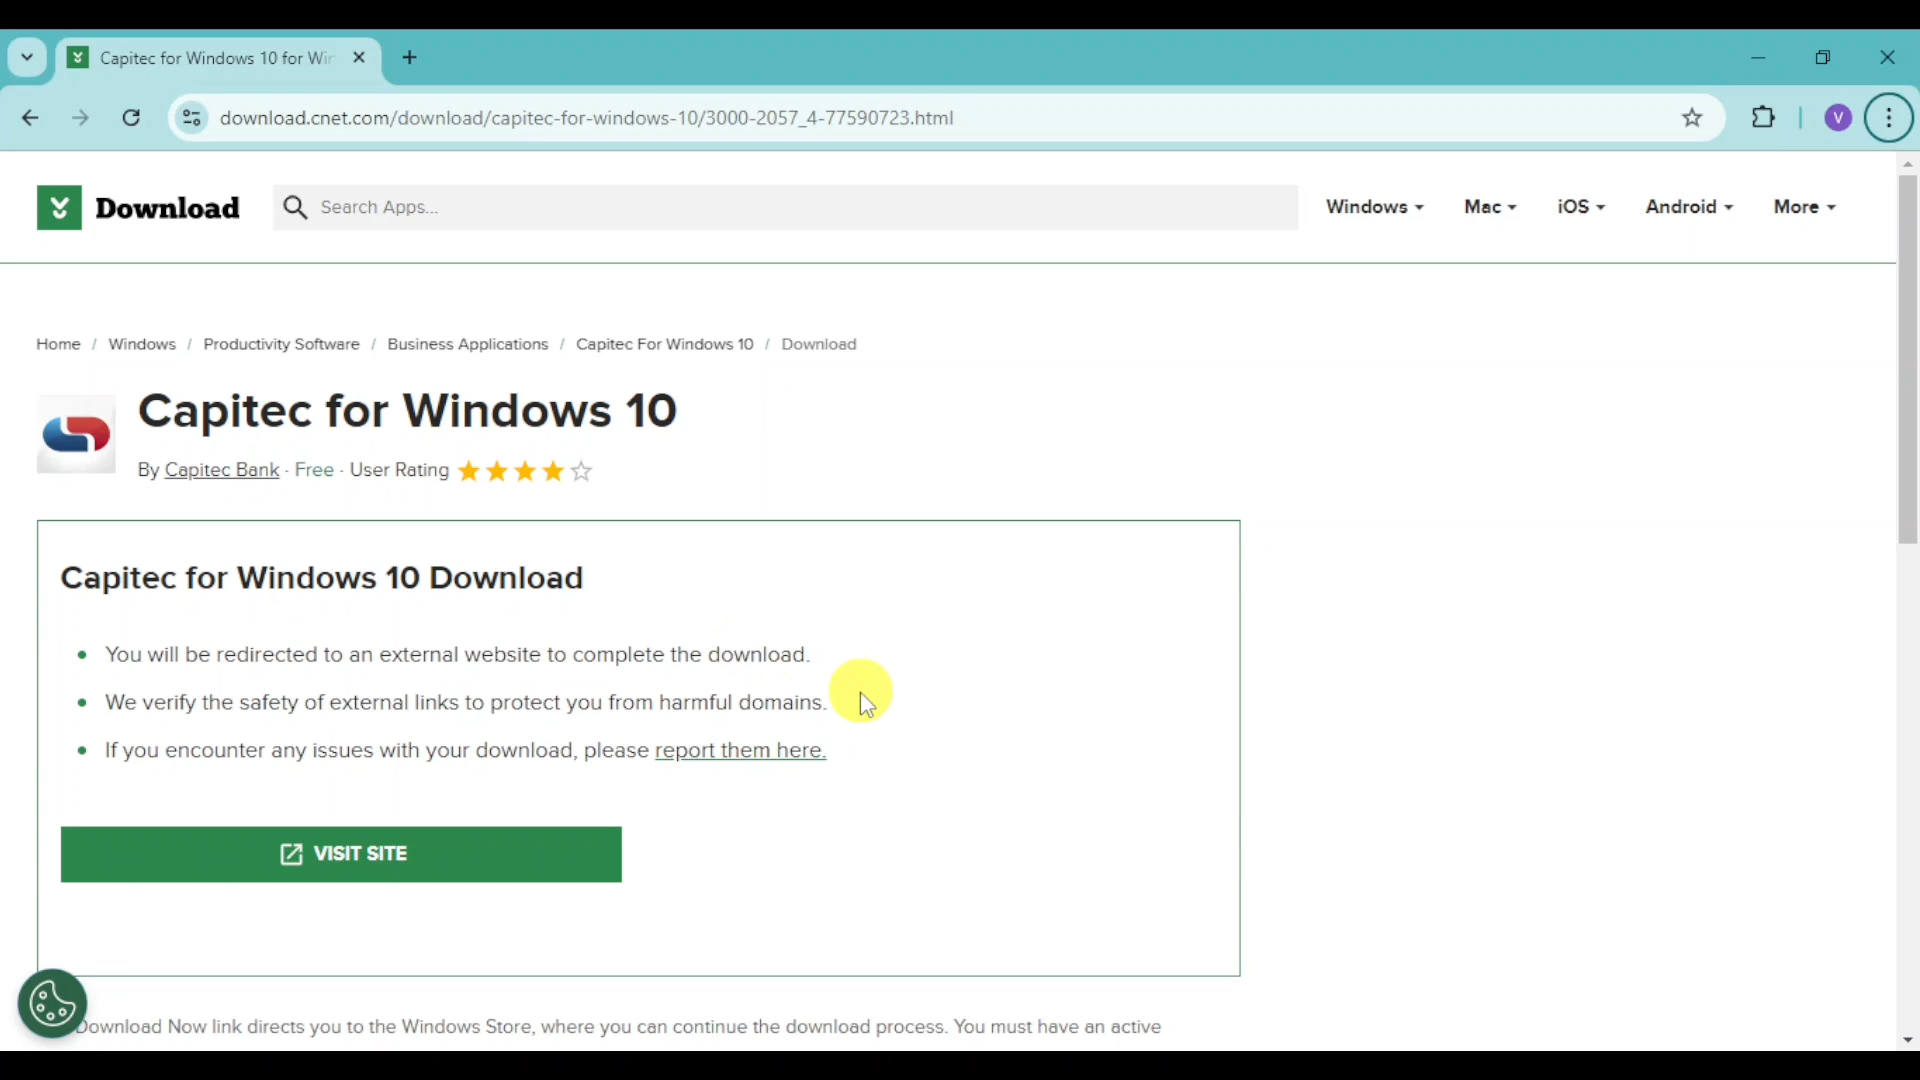 Capitec for Windows 10 for Win
download.cnet.com/download/capitec-for-windows-10/3000-2057_4-77590723.html
V
Download
Search Apps...
Windows
Mac
iOS
Android
More
Home / Windows / Productivity Software / Business Applications / Capitec For Windows 10 / Download
Capitec for Windows 10
By Capitec Bank · Free · User Rating
Capitec for Windows 10 Download
You will be redirected to an external website to complete the download.
We verify the safety of external links to protect you from harmful domains.
If you encounter any issues with your download, please report them here.
VISIT SITE
Download Now link directs you to the Windows Store, where you can continue the download process. You must have an active